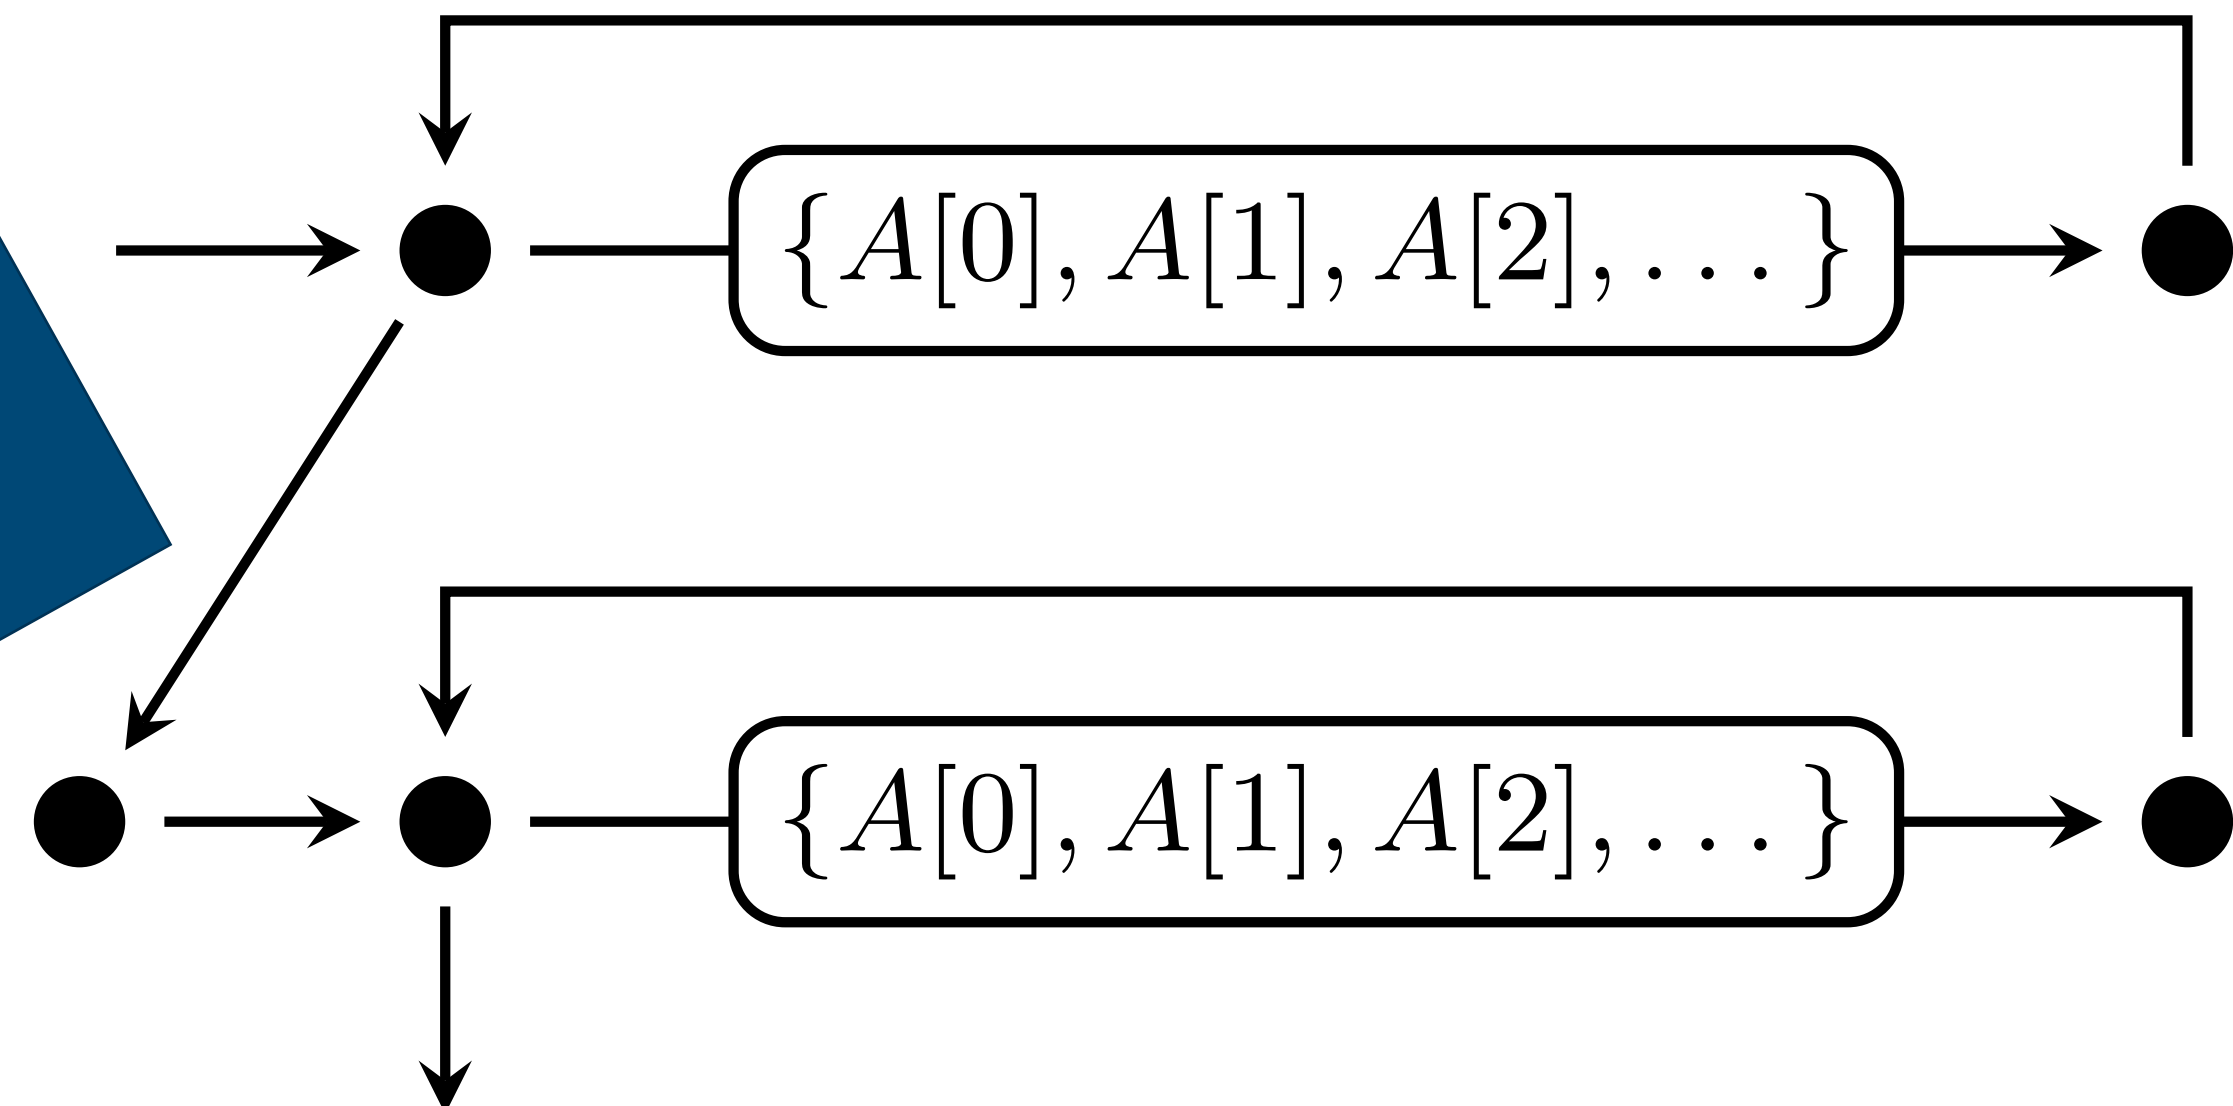 {A[0], A[1], A[2], . . . }
{A[0], A[1], A[2], . . . }